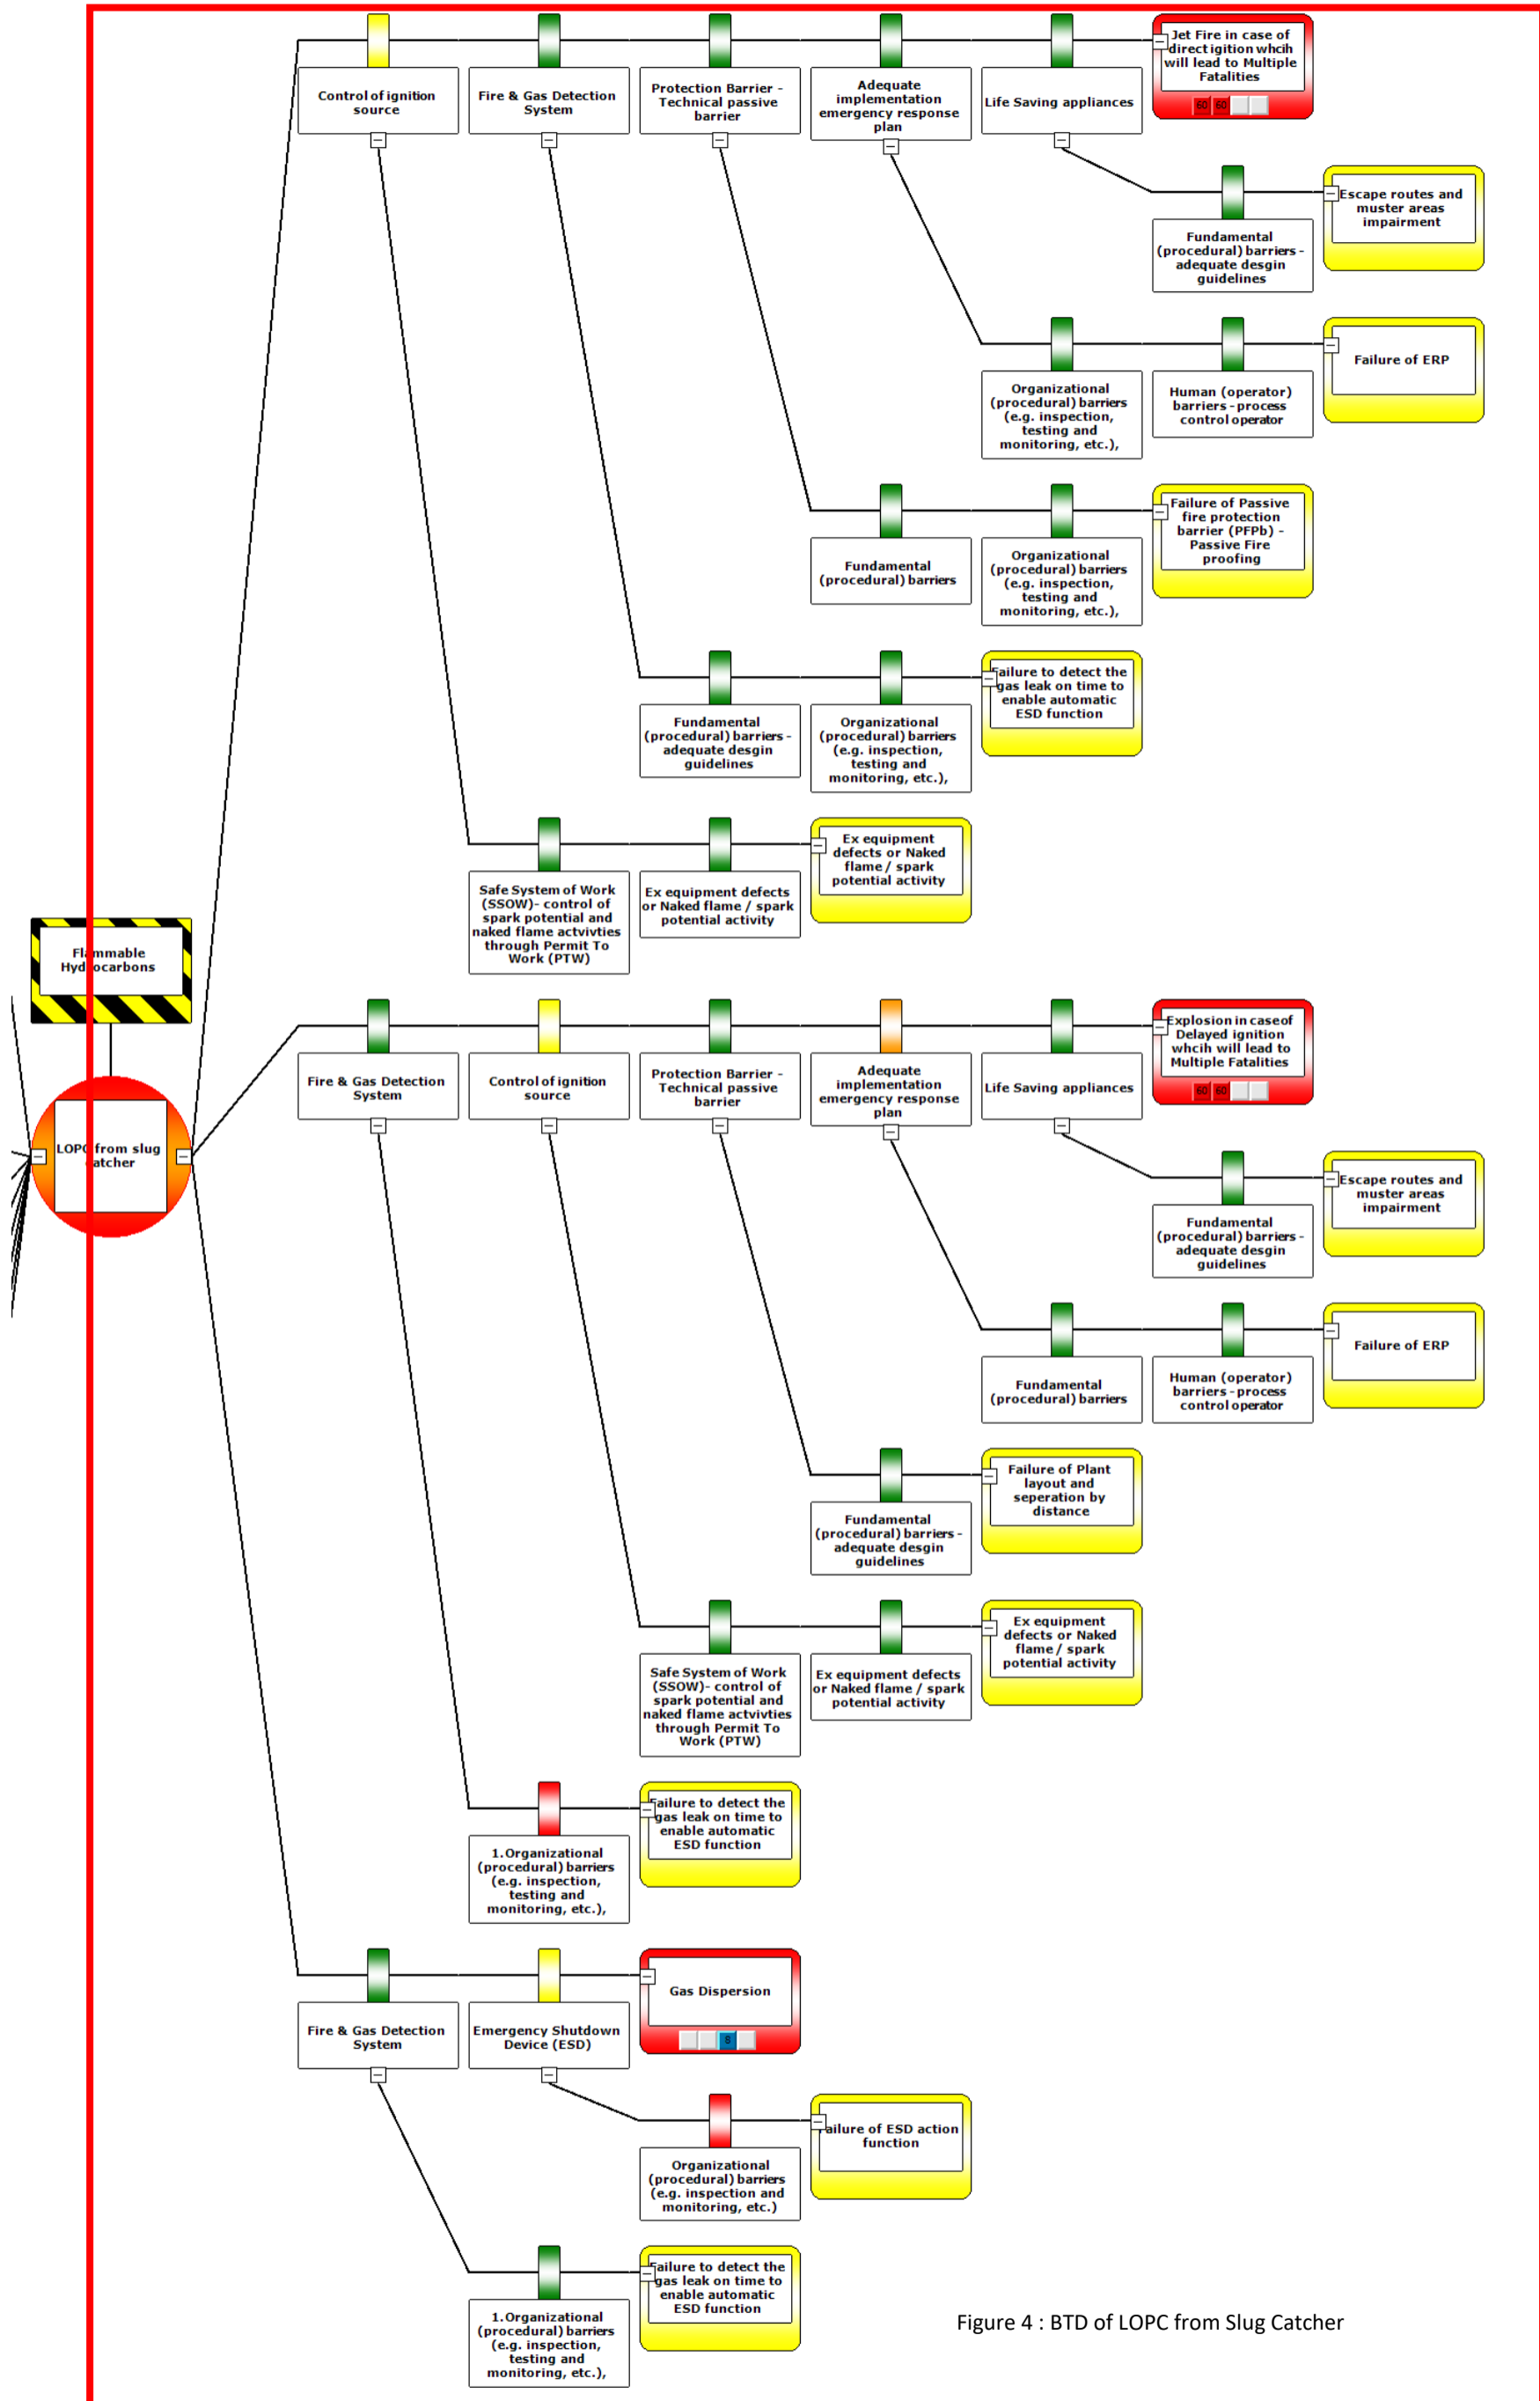 Jet Fire in case of
direct igition whcih
will lead to Multiple
Fatalities
60 60
Control of ignition
source
Fire & Gas Detection
System
Protection Barrier -
Technical passive
barrier
Adequate
implementation
emergency response
plan
Life Saving appliances
Escape routes and
muster areas
impairment
Fundamental
(procedural) barriers -
adequate desgin
guidelines
Failure of ERP
Organizational
(procedural) barriers
(e.g. inspection,
testing and
monitoring, etc.),
Human (operator)
barriers - process
control operator
Failure of Passive
fire protection
barrier (PFPb) -
Passive Fire
proofing
Fundamental
(procedural) barriers
Organizational
(procedural) barriers
(e.g. inspection,
testing and
monitoring, etc.),
Failure to detect the
gas leak on time to
enable automatic
ESD function
Fundamental
(procedural) barriers -
adequate desgin
guidelines
Organizational
(procedural) barriers
(e.g. inspection,
testing and
monitoring, etc.),
Ex equipment
defects or Naked
flame / spark
potential activity
Safe System of Work
(SSOW)- control of
spark potential and
naked flame actvivties
through Permit To
Work (PTW)
Ex equipment defects
or Naked flame / spark
potential activity
Flammable
Hydrocarbons
LOPC from slug
catcher
Explosion in caseof
Delayed ignition
whcih will lead to
Multiple Fatalities
60 60
Fire & Gas Detection
System
Control of ignition
source
Protection Barrier -
Technical passive
barrier
Adequate
implementation
emergency response
plan
Life Saving appliances
Escape routes and
muster areas
impairment
Fundamental
(procedural) barriers -
adequate desgin
guidelines
Failure of ERP
Fundamental
(procedural) barriers
Human (operator)
barriers - process
control operator
Failure of Plant
layout and
seperation by
distance
Fundamental
(procedural) barriers -
adequate desgin
guidelines
Ex equipment
defects or Naked
flame / spark
potential activity
Safe System of Work
(SSOW)- control of
spark potential and
naked flame actvivties
through Permit To
Work (PTW)
Ex equipment defects
or Naked flame / spark
potential activity
Failure to detect the
gas leak on time to
enable automatic
ESD function
1.Organizational
(procedural) barriers
(e.g. inspection,
testing and
monitoring, etc.),
Gas Dispersion
8
Fire & Gas Detection
System
Emergency Shutdown
Device (ESD)
Failure of ESD action
function
Organizational
(procedural) barriers
(e.g. inspection and
monitoring, etc.)
Failure to detect the
gas leak on time to
enable automatic
ESD function
1.Organizational
(procedural) barriers
(e.g. inspection,
testing and
monitoring, etc.),
Figure 4 : BTD of LOPC from Slug Catcher